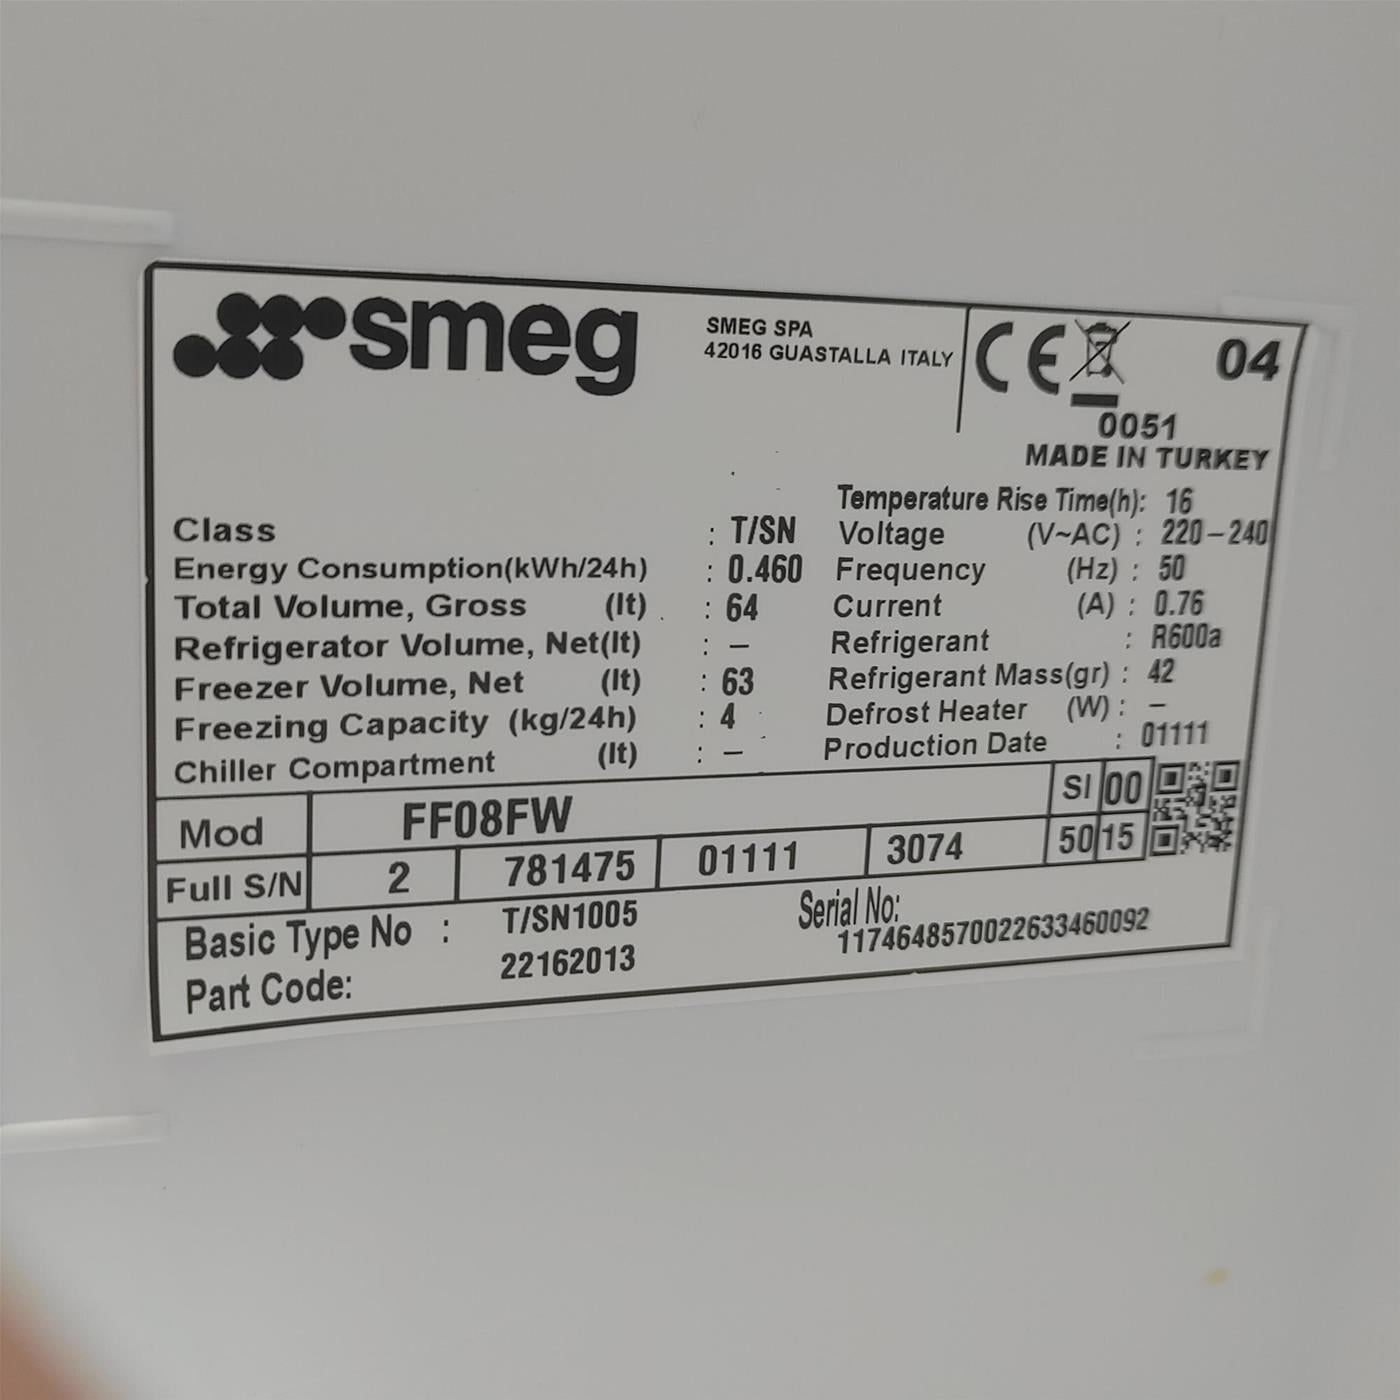 smeg
SMEG SPA
42016 GUASTALLA ITALY
CE
04
0051
MADE IN TURKEY
Class : T/SN
Energy Consumption(kWh/24h) : 0.460
Total Volume, Gross (lt) : 64
Refrigerator Volume, Net(lt) : –
Freezer Volume, Net (lt) : 63
Freezing Capacity (kg/24h) : 4
Chiller Compartment (lt) : –
Temperature Rise Time(h): 16
Voltage (V~AC) : 220–240
Frequency (Hz) : 50
Current (A) : 0.76
Refrigerant : R600a
Refrigerant Mass(gr) : 42
Defrost Heater (W) : –
Production Date : 01111
Mod FF08FW SI 00
Full S/N 2 781475 01111 3074 50 15
Basic Type No : T/SN1005
Part Code: 22162013
Serial No:
1174648570022633460092